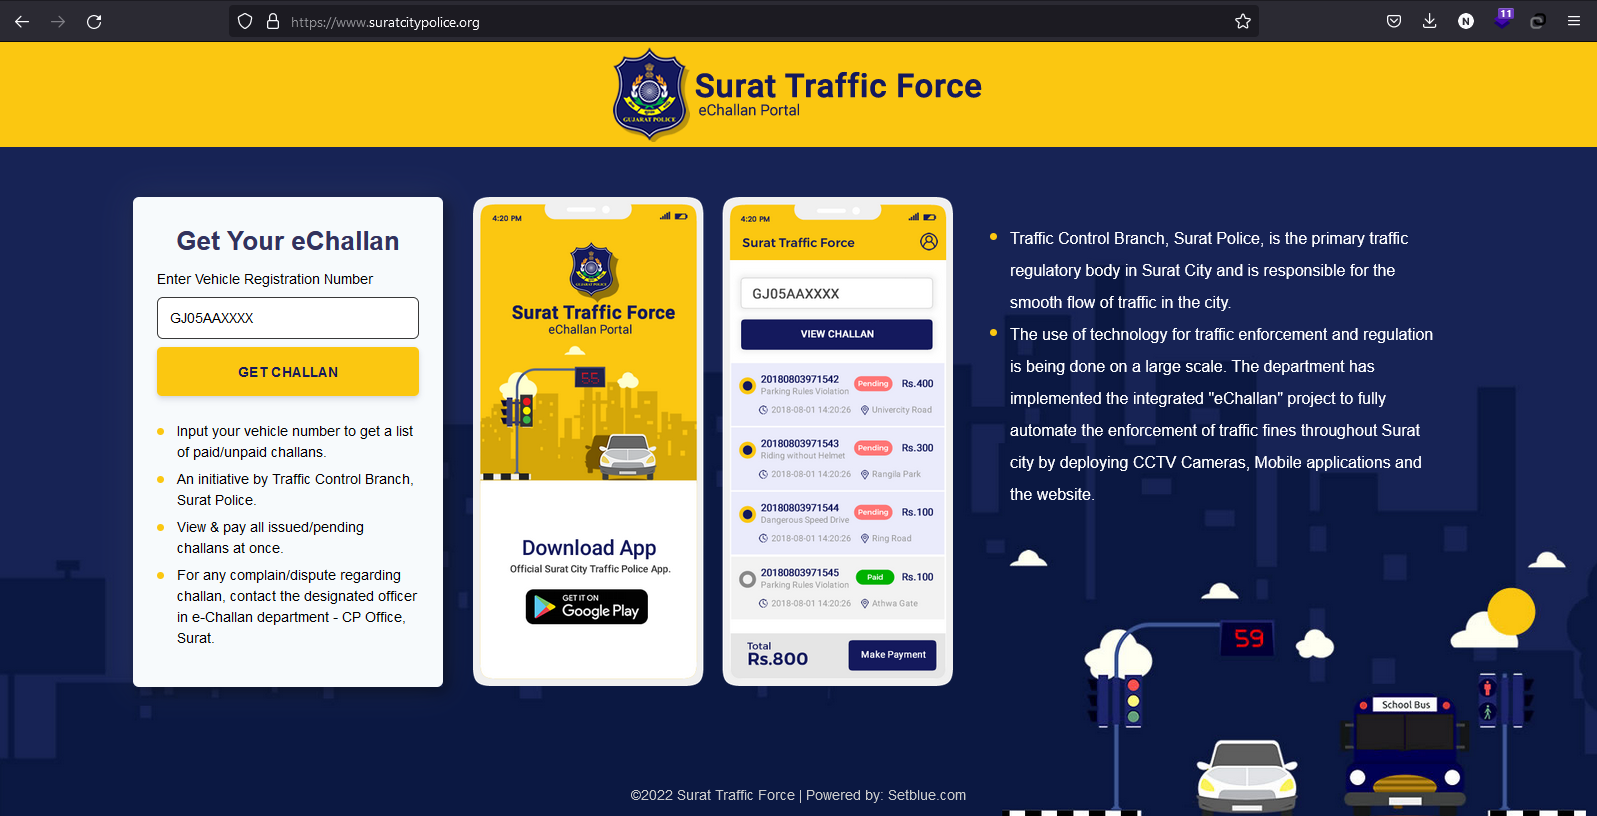 https://www.suratcitypolice.org
11
N
GUJARAT POLICE
Surat Traffic Force
eChallan Portal
Get Your eChallan
Enter Vehicle Registration Number
GJ05AAXXXX
GET CHALLAN
Input your vehicle number to get a list
of paid/unpaid challans.
An initiative by Traffic Control Branch,
Surat Police.
View & pay all issued/pending
challans at once.
For any complain/dispute regarding
challan, contact the designated officer
in e-Challan department - CP Office,
Surat.
4:20 PM
Surat Traffic Force
eChallan Portal
55
Download App
Official Surat City Traffic Police App.
GET IT ON
Google Play
4:20 PM
Surat Traffic Force
GJ05AAXXXX
VIEW CHALLAN
20180803971542 Pending Rs.400
Parking Rules Violation
2018-08-01 14:20:26 Univercity Road
20180803971543 Pending Rs.300
Riding without Helmet
2018-08-01 14:20:26 Rangila Park
20180803971544 Pending Rs.100
Dangerous Speed Drive
2018-08-01 14:20:26 Ring Road
20180803971545 Paid Rs.100
Parking Rules Violation
2018-08-01 14:20:26 Athwa Gate
Total
Rs.800
Make Payment
Traffic Control Branch, Surat Police, is the primary traffic
regulatory body in Surat City and is responsible for the
smooth flow of traffic in the city.
The use of technology for traffic enforcement and regulation
is being done on a large scale. The department has
implemented the integrated "eChallan" project to fully
automate the enforcement of traffic fines throughout Surat
city by deploying CCTV Cameras, Mobile applications and
the website.
59
School Bus
©2022 Surat Traffic Force | Powered by: Setblue.com